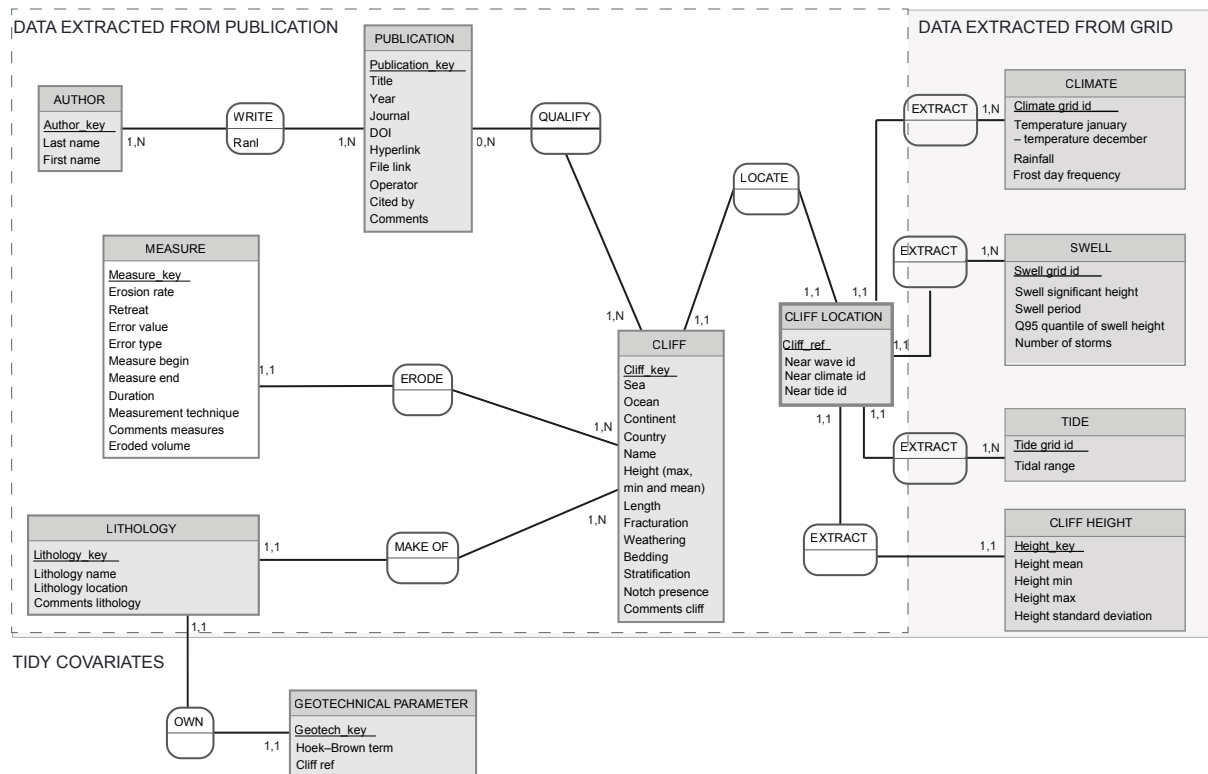 DATA EXTRACTED FROM PUBLICATION
DATA EXTRACTED FROM GRID
AUTHOR
Author_key
Last name
First name
1,N
WRITE
Ranl
1,N
PUBLICATION
Publication_key
Title
Year
Journal
DOI
Hyperlink
File link
Operator
Cited by
Comments
0,N
QUALIFY
1,N
LOCATE
1,1
1,1
EXTRACT
1,1
1,N
CLIMATE
Climate grid id
Temperature january
– temperature december
Rainfall
Frost day frequency
MEASURE
Measure_key
Erosion rate
Retreat
Error value
Error type
Measure begin
Measure end
Duration
Measurement technique
Comments measures
Eroded volume
1,1
ERODE
1,N
CLIFF
Cliff_key
Sea
Ocean
Continent
Country
Name
Height (max,
min and mean)
Length
Fracturation
Weathering
Bedding
Stratification
Notch presence
Comments cliff
CLIFF LOCATION
Cliff_ref
Near wave id
Near climate id
Near tide id
1,1
EXTRACT
1,N
SWELL
Swell grid id
Swell significant height
Swell period
Q95 quantile of swell height
Number of storms
1,1
EXTRACT
1,N
TIDE
Tide grid id
Tidal range
1,1
EXTRACT
1,1
CLIFF HEIGHT
Height_key
Height mean
Height min
Height max
Height standard deviation
LITHOLOGY
Lithology_key
Lithology name
Lithology location
Comments lithology
1,1
MAKE OF
1,N
1,1
TIDY COVARIATES
OWN
1,1
GEOTECHNICAL PARAMETER
Geotech_key
Hoek–Brown term
Cliff ref